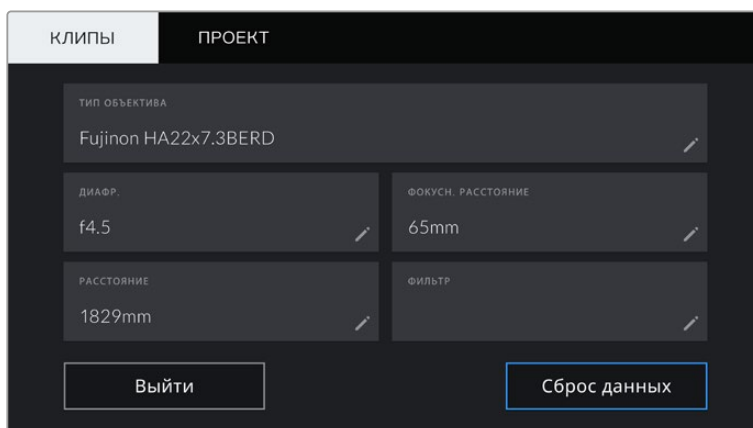 КЛИПЫ ПРОЕКТ
ТИП ОБЪЕКТИВА
Fujinon HA22x7.3BERD
ДИАФР. ФОКУСН. РАССТОЯНИЕ
f4.5 65mm
РАССТОЯНИЕ ФИЛЬТР
1829mm
Выйти Сброс данных